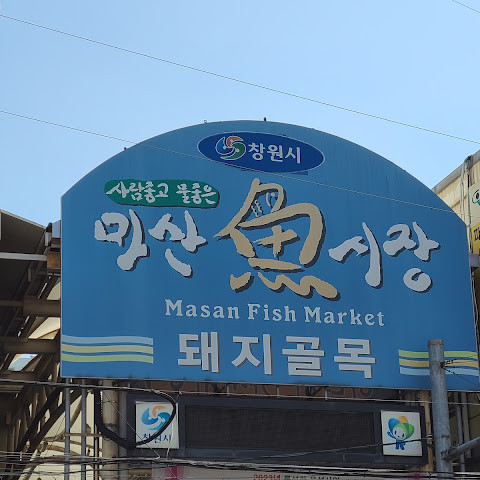 창원시
사람좋고 물좋은
마산 魚 시장
Masan Fish Market
돼지골목
창원시